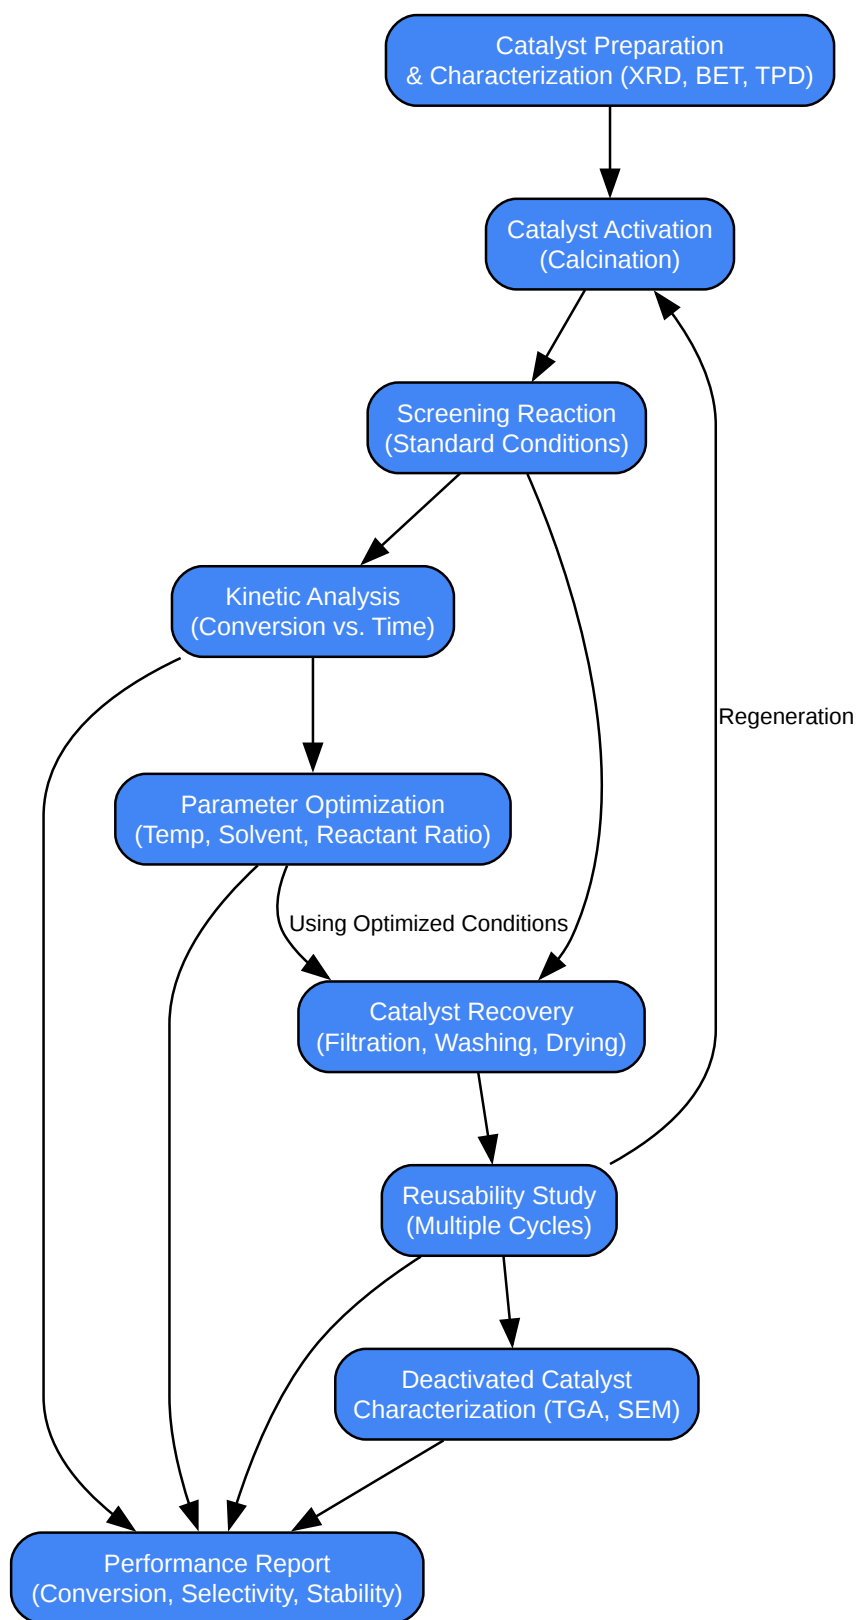 Catalyst Preparation
& Characterization (XRD, BET, TPD)
Catalyst Activation
(Calcination)
Screening Reaction
(Standard Conditions)
Kinetic Analysis
(Conversion vs. Time)
Regeneration
Parameter Optimization
(Temp, Solvent, Reactant Ratio)
Using Optimized Conditions
Catalyst Recovery
(Filtration, Washing, Drying)
Reusability Study
(Multiple Cycles)
Deactivated Catalyst
Characterization (TGA, SEM)
Performance Report
(Conversion, Selectivity, Stability)